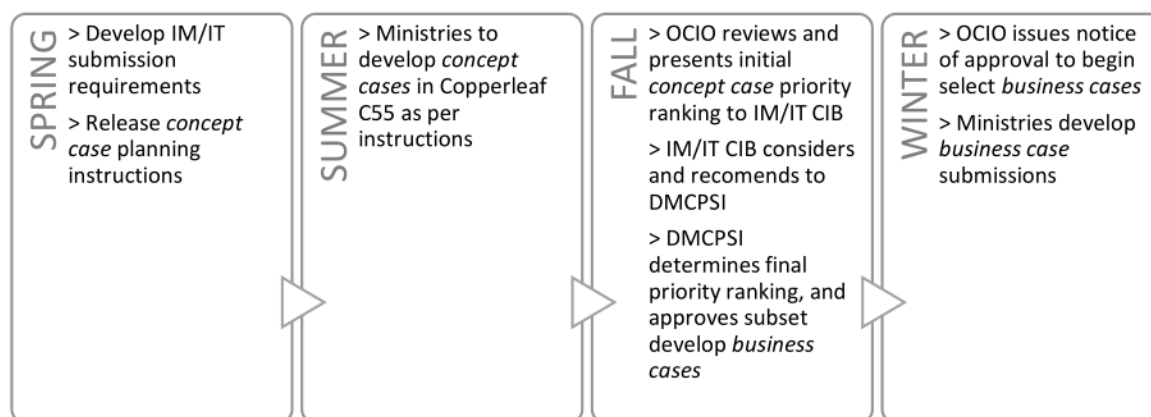 SPRING
> Develop IM/IT
submission
requirements
> Release concept
case planning
instructions
SUMMER
> Ministries to
develop concept
cases in Copperleaf
C55 as per
instructions
FALL
> OCIO reviews and
presents initial
concept case priority
ranking to IM/IT CIB
> IM/IT CIB considers
and recomends to
DMCPSI
> DMCPSI
determines final
priority ranking, and
approves subset
develop business
cases
WINTER
> OCIO issues notice
of approval to begin
select business cases
> Ministries develop
business case
submissions